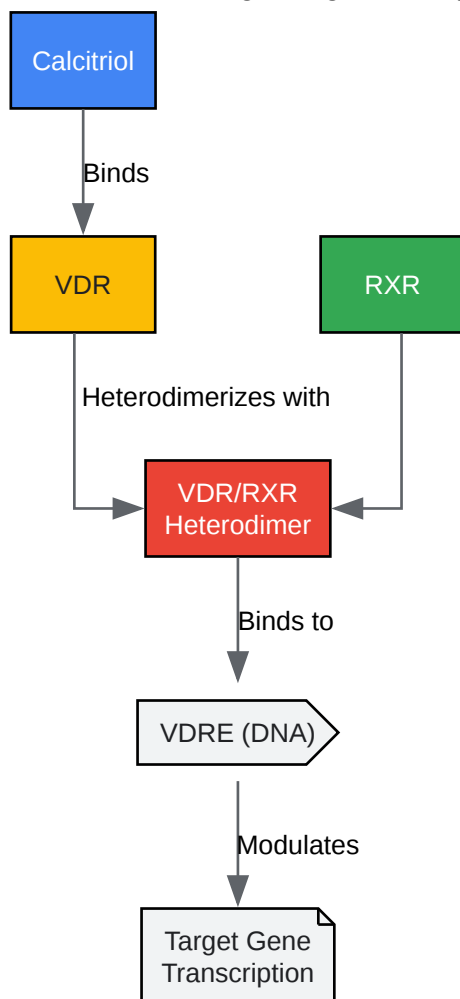 Calcitriol
Binds
VDR
RXR
Heterodimerizes with
VDR/RXR
Heterodimer
Binds to
VDRE (DNA)
Modulates
Target Gene
Transcription